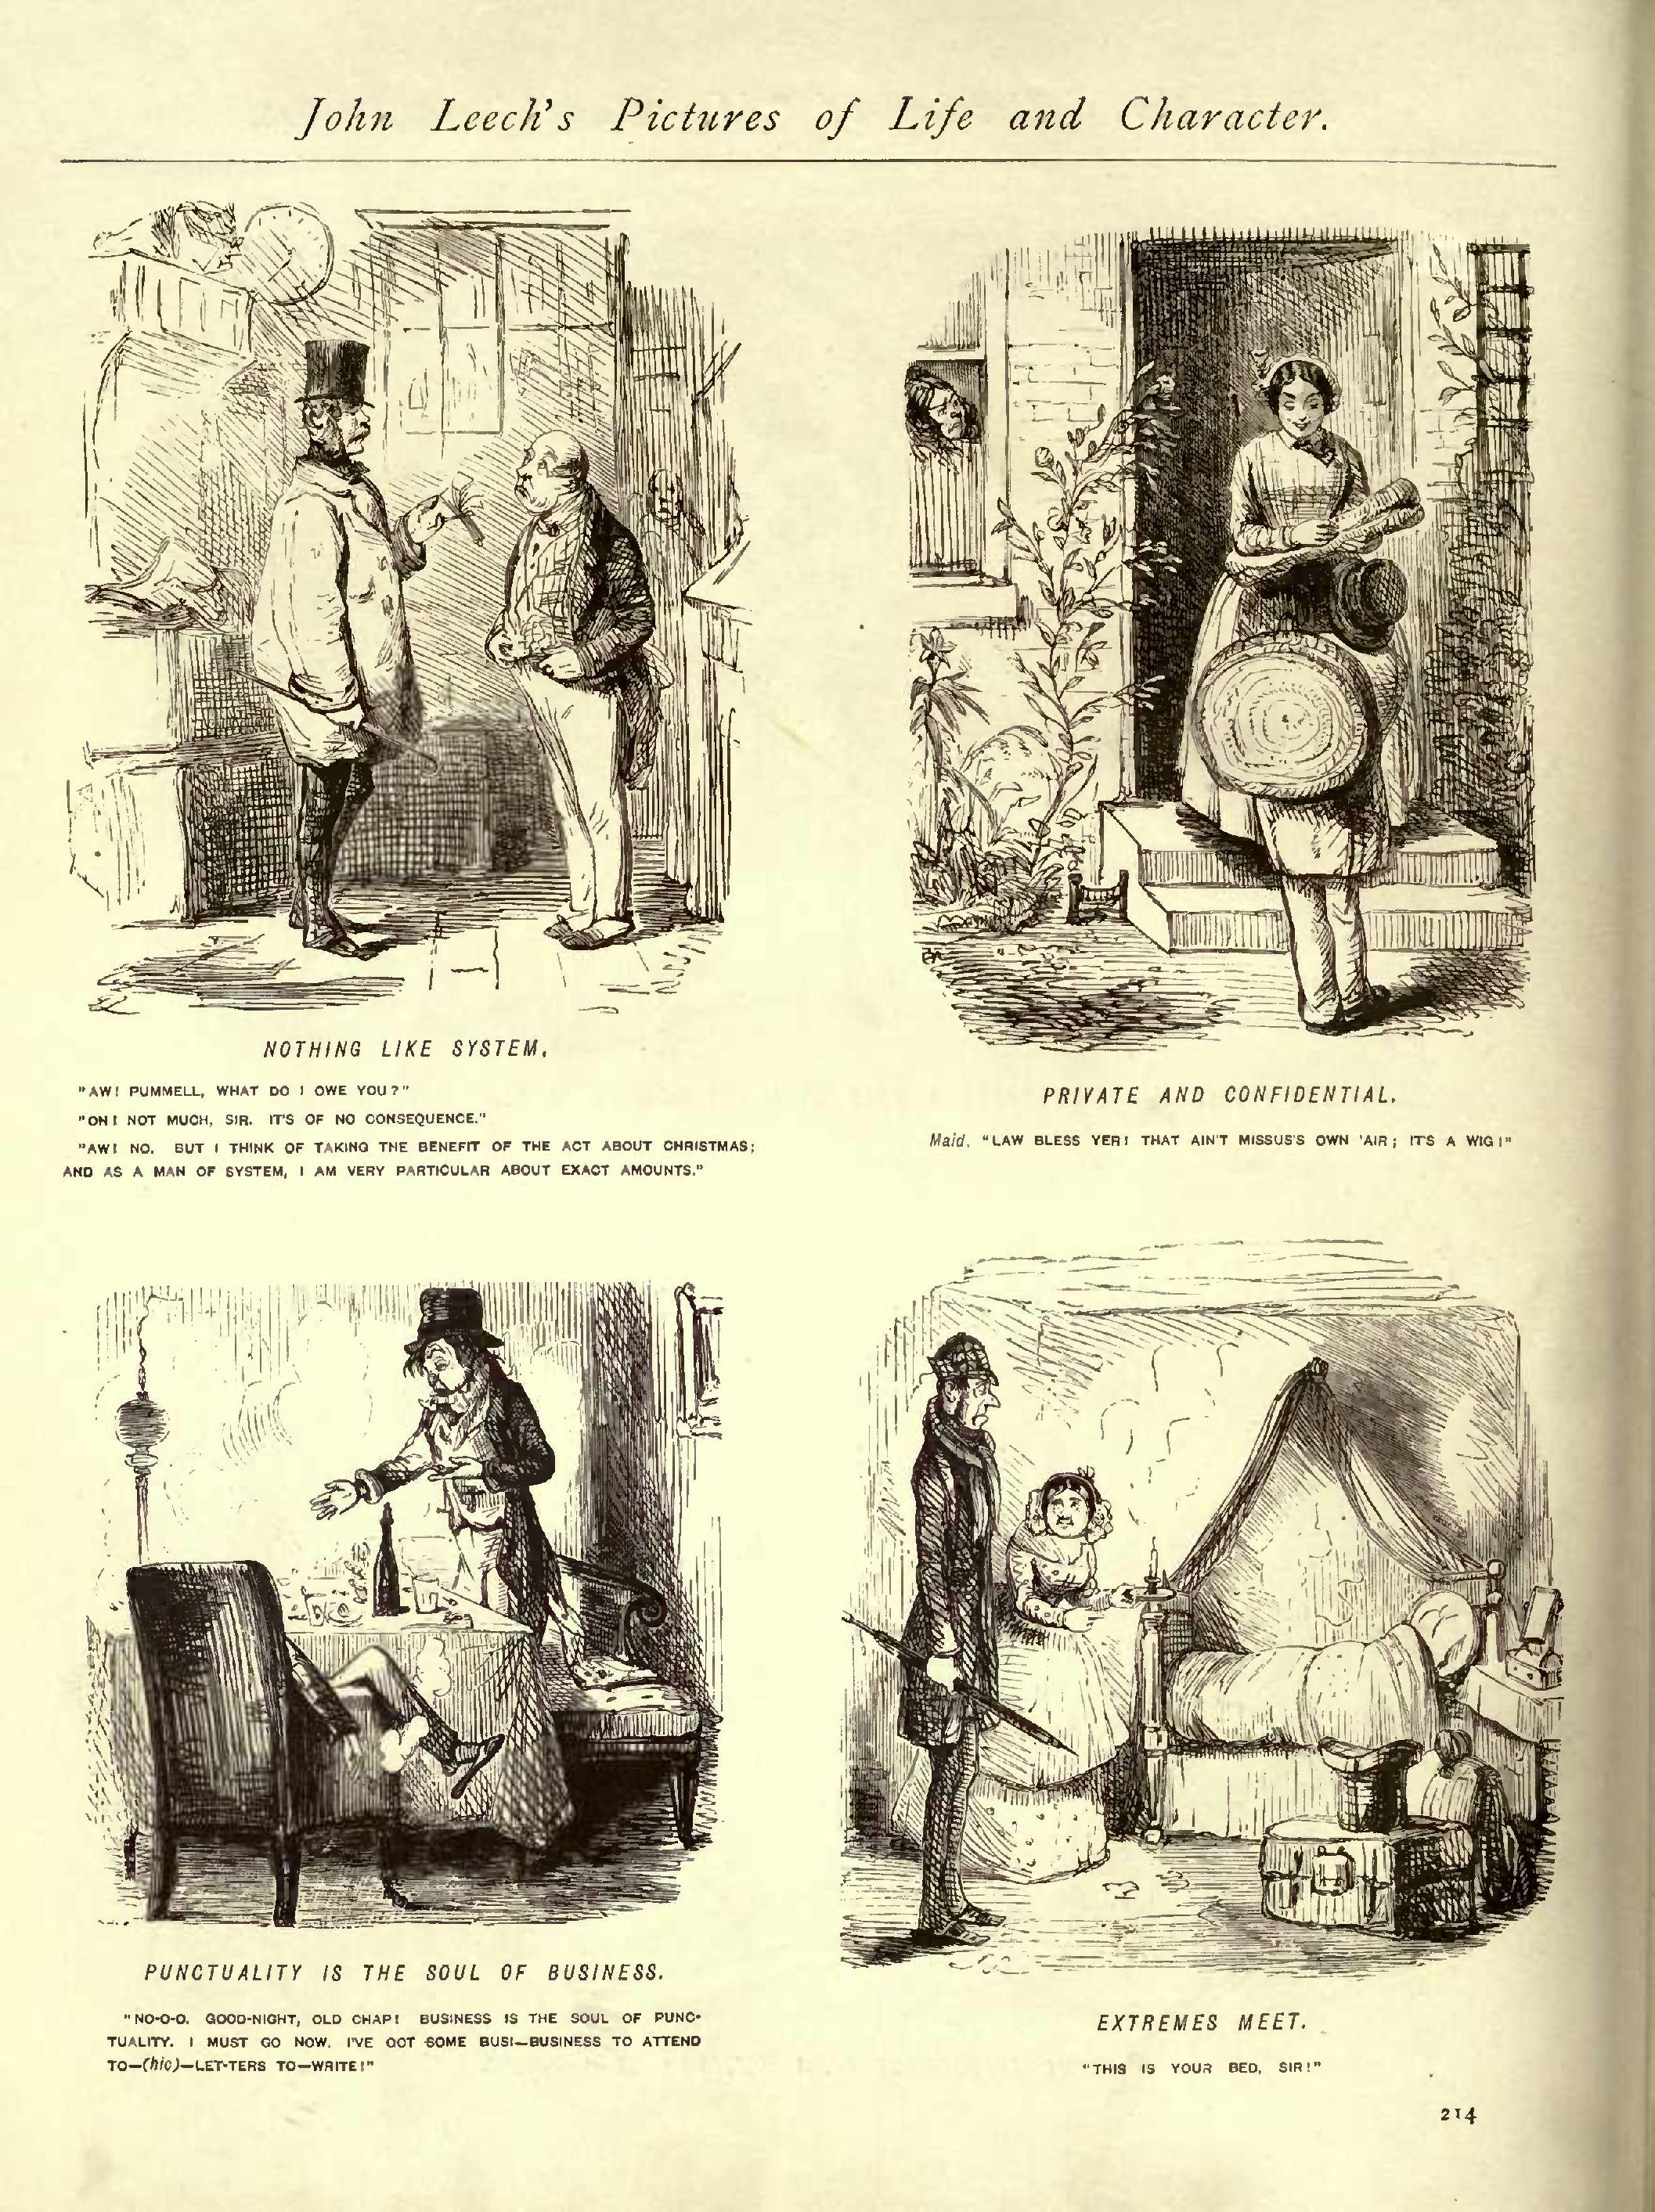 John Leech's Pictures of Life and Character.
NOTHING LIKE SYSTEM.
"AW! PUMMELL, WHAT DO I OWE YOU?"
"OH! NOT MUCH, SIR. IT'S OF NO CONSEQUENCE."
"AW! NO. BUT I THINK OF TAKING THE BENEFIT OF THE ACT ABOUT CHRISTMAS;
AND AS A MAN OF SYSTEM, I AM VERY PARTICULAR ABOUT EXACT AMOUNTS."
PRIVATE AND CONFIDENTIAL.
Maid. "LAW BLESS YER! THAT AIN'T MISSUS'S OWN 'AIR; IT'S A WIG!"
PUNCTUALITY IS THE SOUL OF BUSINESS.
"NO-O-O. GOOD-NIGHT, OLD CHAP! BUSINESS IS THE SOUL OF PUNC-
TUALITY. I MUST GO NOW. I'VE GOT SOME BUSI—BUSINESS TO ATTEND
TO—(hic)—LET-TERS TO—WRITE!"
EXTREMES MEET.
"THIS IS YOUR BED, SIR!"
214